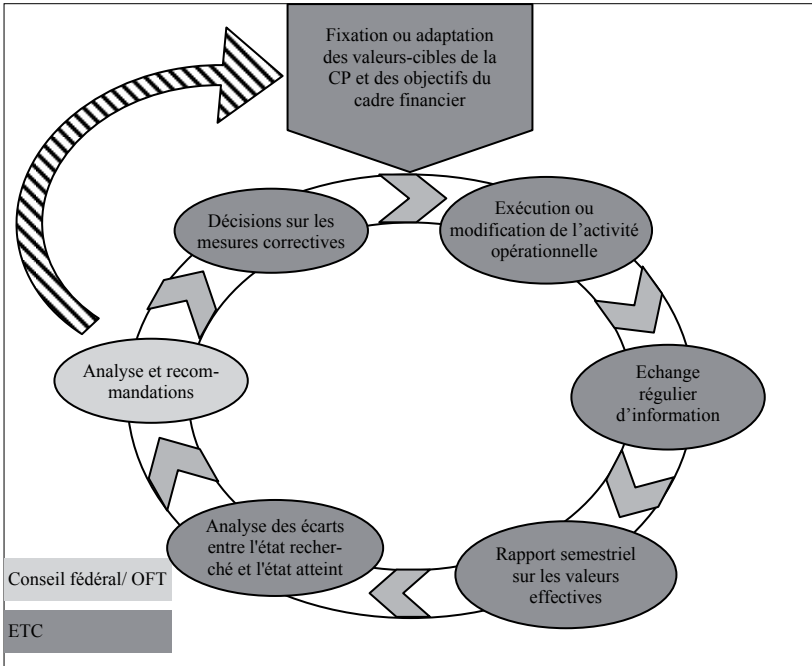 Fixation ou adaptation
des valeurs-cibles de la
CP et des objectifs du
cadre financier
Décisions sur les
mesures correctives
Exécution ou
modification de l’activité
opérationnelle
Analyse et recom-
mandations
Echange
régulier
d’information
Analyse des écarts
entre l'état recher-
ché et l'état atteint
Rapport semestriel
sur les valeurs
effectives
Conseil fédéral/ OFT
ETC